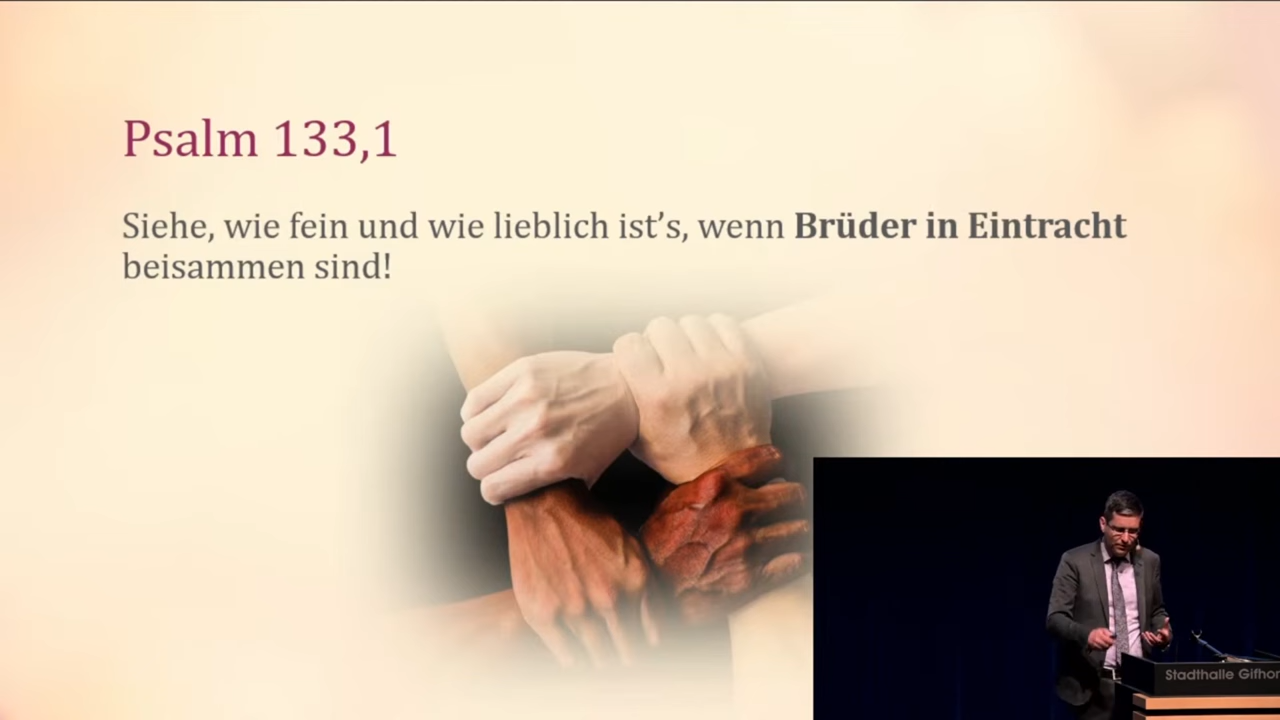 Psalm 133,1
Siehe, wie fein und wie lieblich ist’s, wenn Brüder in Eintracht
beisammen sind!
Stadthalle Gifhor